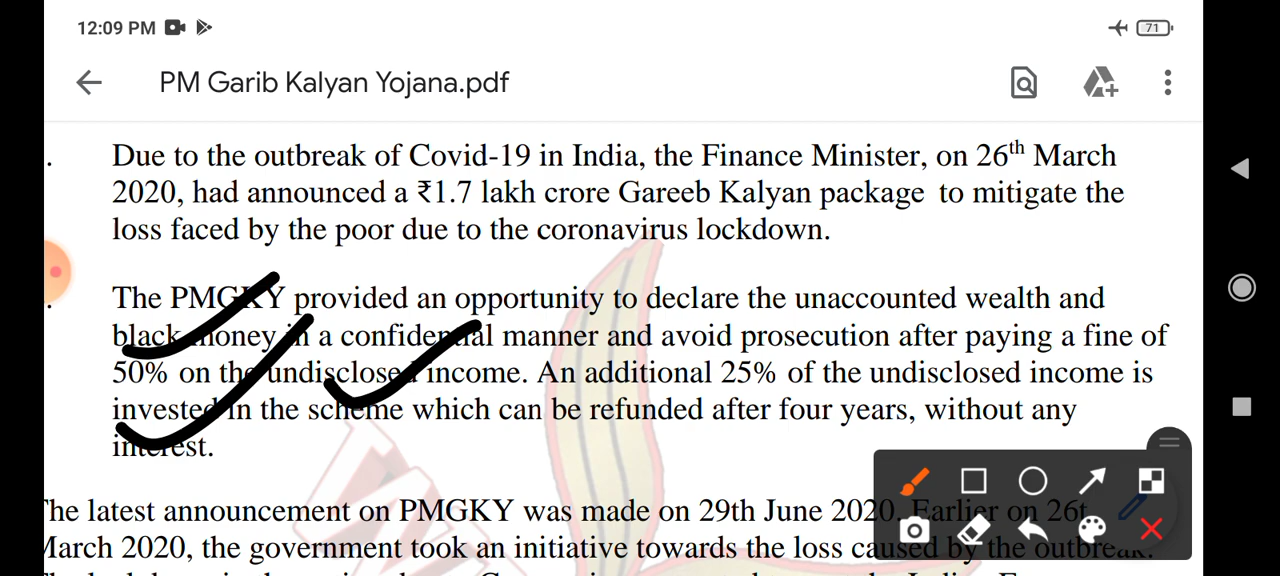 12:09 PM
71
PM Garib Kalyan Yojana.pdf
Due to the outbreak of Covid-19 in India, the Finance Minister, on 26th March
2020, had announced a ₹1.7 lakh crore Gareeb Kalyan package to mitigate the
loss faced by the poor due to the coronavirus lockdown.
The PMGKY provided an opportunity to declare the unaccounted wealth and
black money in a confidential manner and avoid prosecution after paying a fine of
50% on the undisclosed income. An additional 25% of the undisclosed income is
invested in the scheme which can be refunded after four years, without any
interest.
The latest announcement on PMGKY was made on 29th June 2020. Earlier on 26t
March 2020, the government took an initiative towards the loss caused by the outbreak.